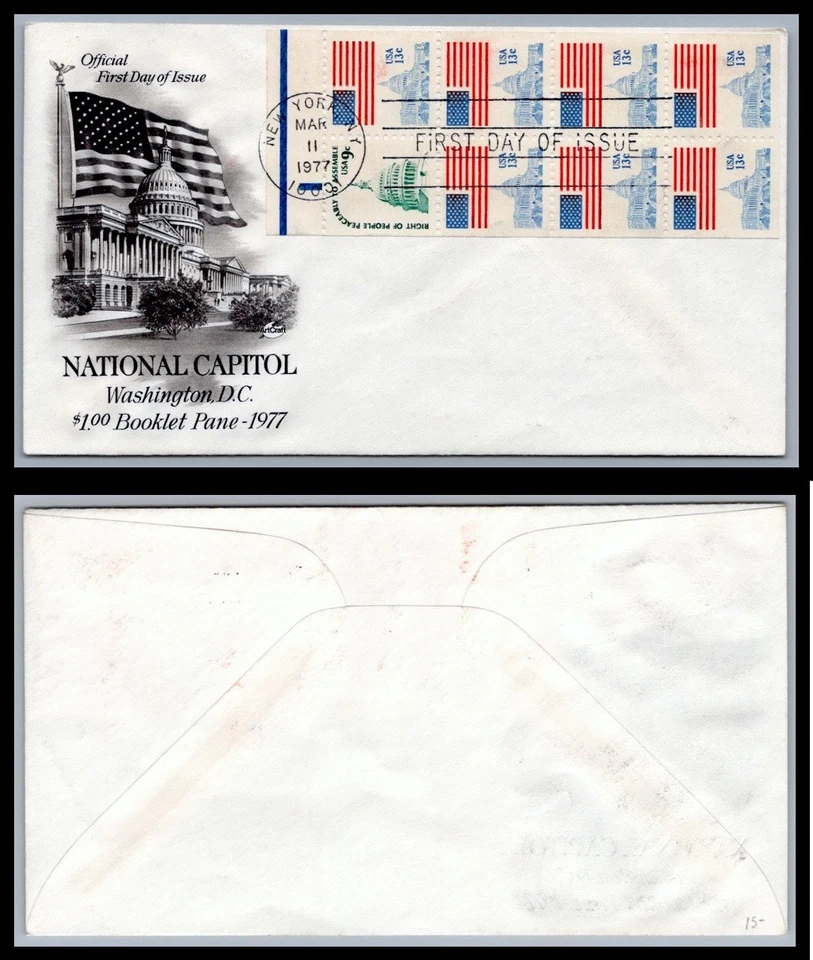 Official
First Day of Issue
ArtCraft
NATIONAL CAPITOL
Washington, D.C.
$1.00 Booklet Pane-1977
NEW YORK NY
MAR
11
1977
FIRST DAY OF ISSUE
USA 13c
USA 13c
USA 13c
USA 13c
RIGHT OF PEOPLE PEACEABLY TO ASSEMBLE
USA 9c
USA 13c
USA 13c
USA 13c
15-